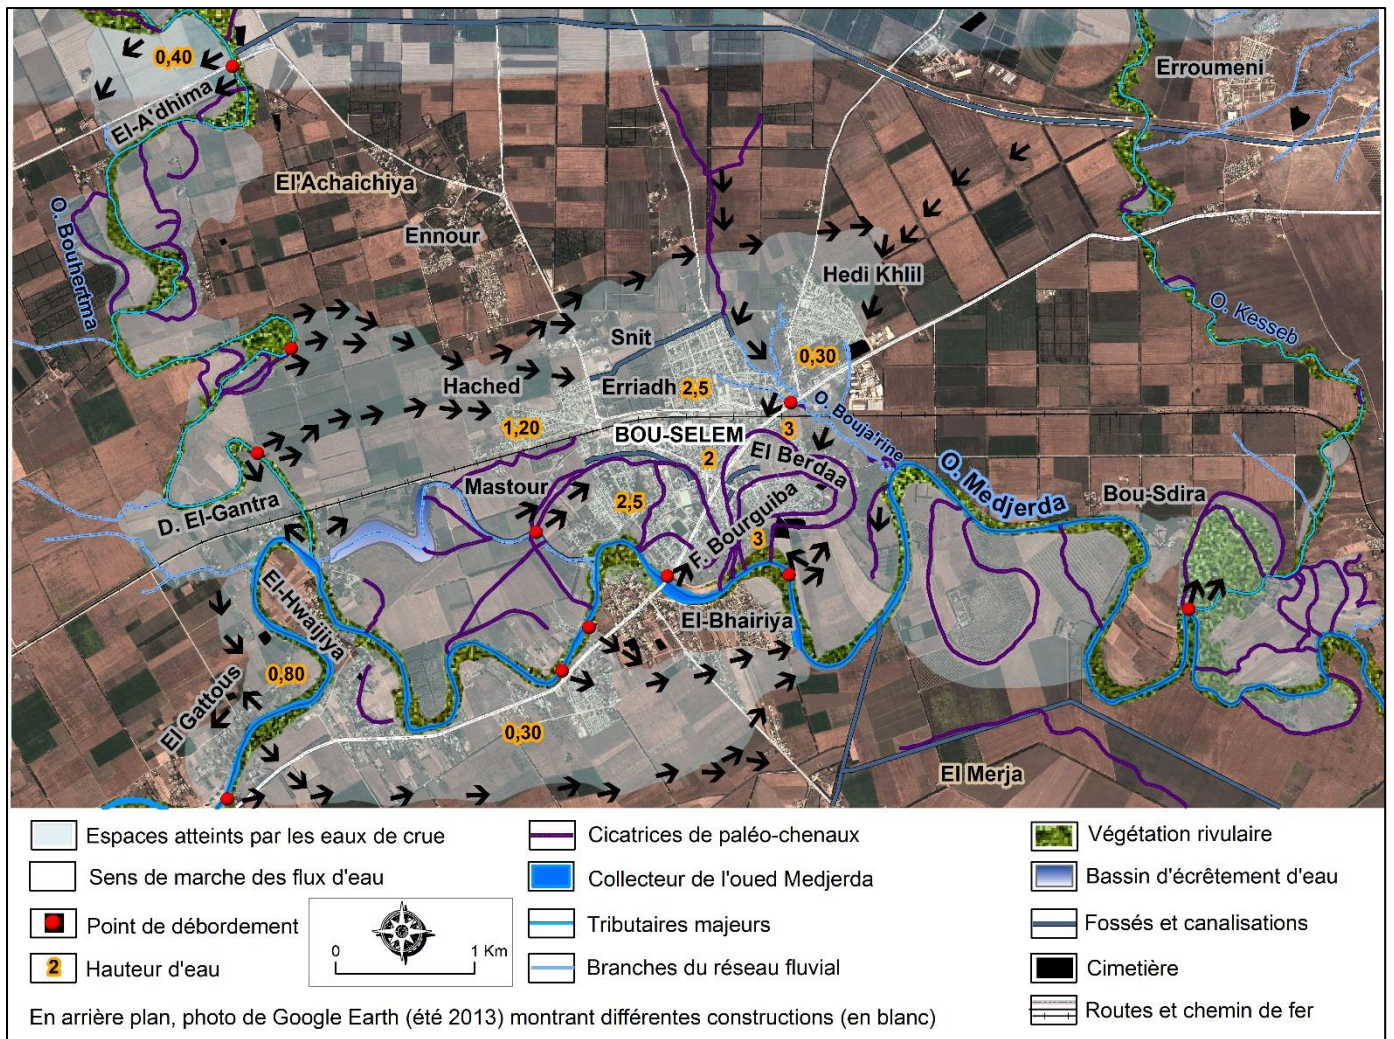 0,40
El-A'dhima
Erroumeni
El'Achaichiya
O. Bouhertma
Ennour
Hedi Khlil
O. Kesseb
Snit
0,30
Hached
Erriadh 2,5
1,20
BOU-SELEM
3
O. Bouja'rine
2
El Berdaa
O. Medjerda
Mastour
Bou-Sdira
2,5
D. El-Gantra
F. Bourguiba
3
El-Hwaijiya
El-Bhairiya
0,80
El Gattous
0,30
El Merja
Espaces atteints par les eaux de crue
Sens de marche des flux d'eau
Point de débordement
2 Hauteur d'eau
0 1 Km
Cicatrices de paléo-chenaux
Collecteur de l'oued Medjerda
Tributaires majeurs
Branches du réseau fluvial
Végétation rivulaire
Bassin d'écrêtement d'eau
Fossés et canalisations
Cimetière
Routes et chemin de fer
En arrière plan, photo de Google Earth (été 2013) montrant différentes constructions (en blanc)